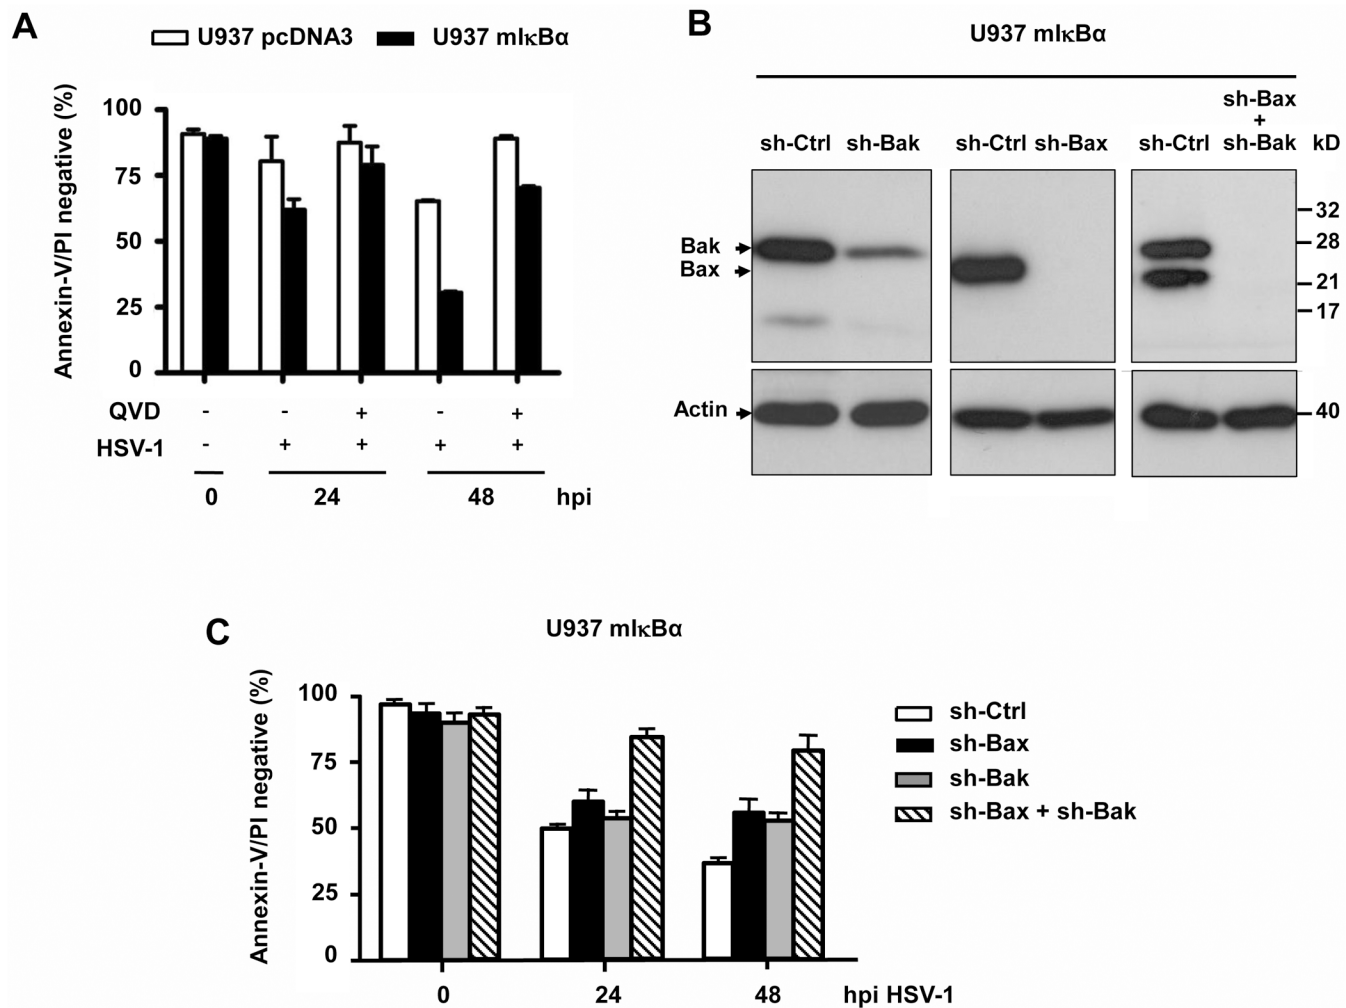 A
U937 pcDNA3 U937 mIκBα
Annexin-V/PI negative (%)
100
75
50
25
0
QVD - - + - +
HSV-1 - + + + +
0 24 48 hpi
B
U937 mIκBα
sh-Ctrl sh-Bak sh-Ctrl sh-Bax sh-Ctrl sh-Bax
+
sh-Bak kD
Bak
Bax
32
28
21
17
Actin
40
C
U937 mIκBα
Annexin-V/PI negative (%)
100
75
50
25
0
0 24 48 hpi HSV-1
sh-Ctrl
sh-Bax
sh-Bak
sh-Bax + sh-Bak